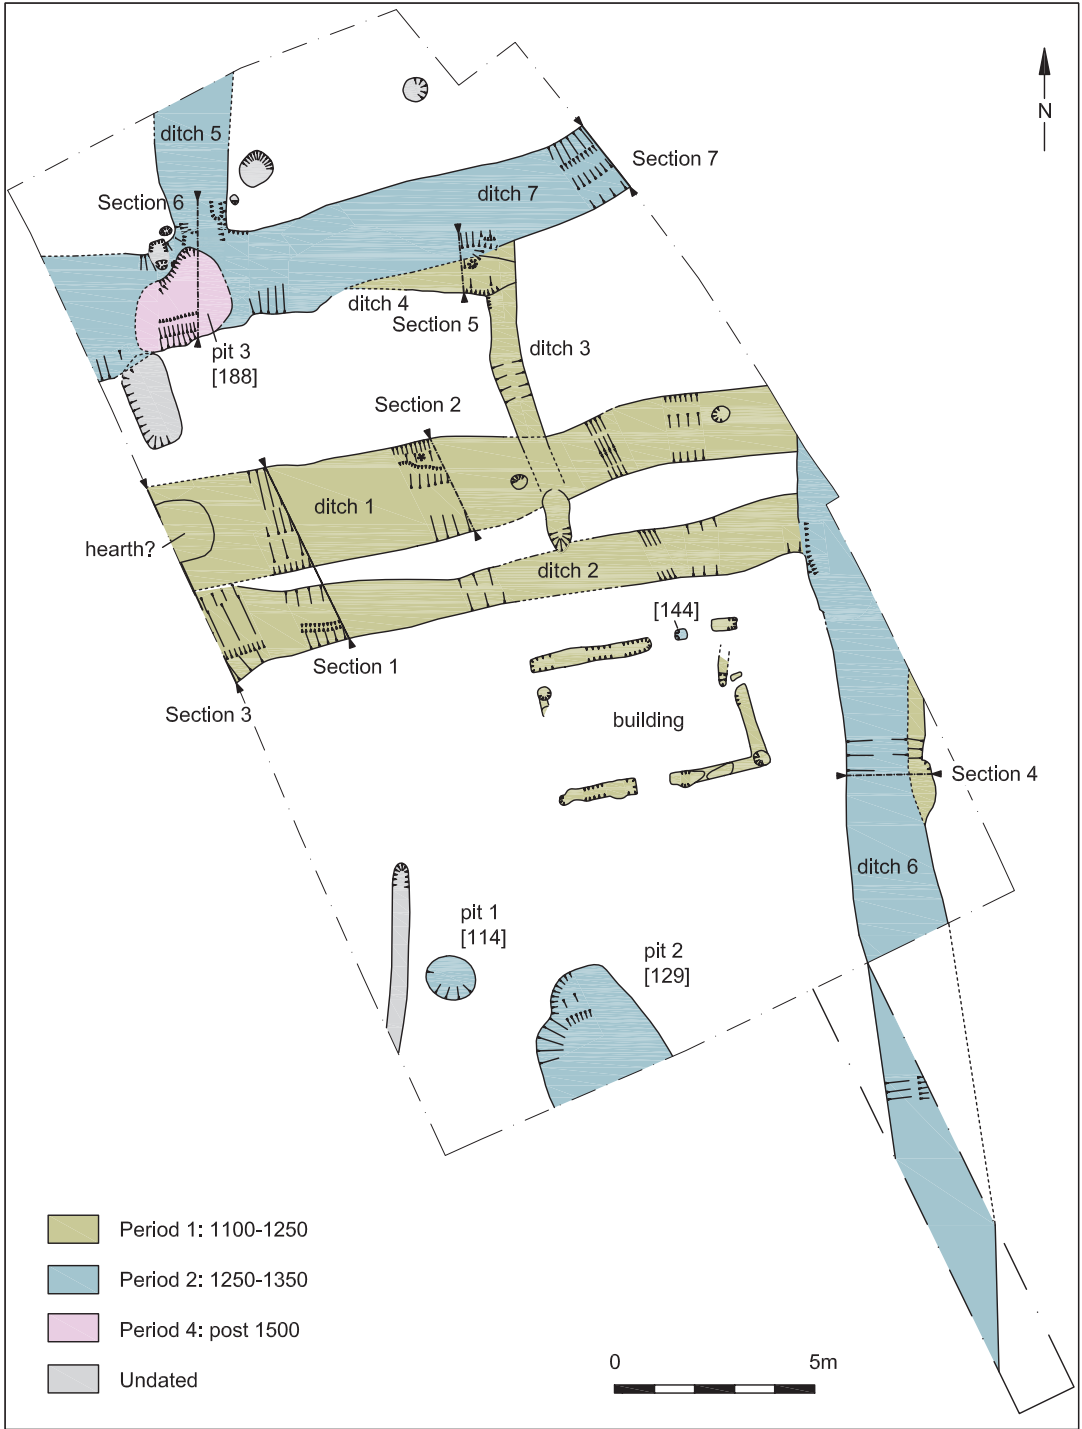 N
ditch 5
Section 7
ditch 7
Section 6
ditch 4
Section 5
ditch 3
pit 3
[188]
Section 2
ditch 1
hearth?
ditch 2
[144]
Section 1
Section 3
building
Section 4
ditch 6
pit 1
[114]
pit 2
[129]
Period 1: 1100-1250
Period 2: 1250-1350
Period 4: post 1500
Undated
0 5m